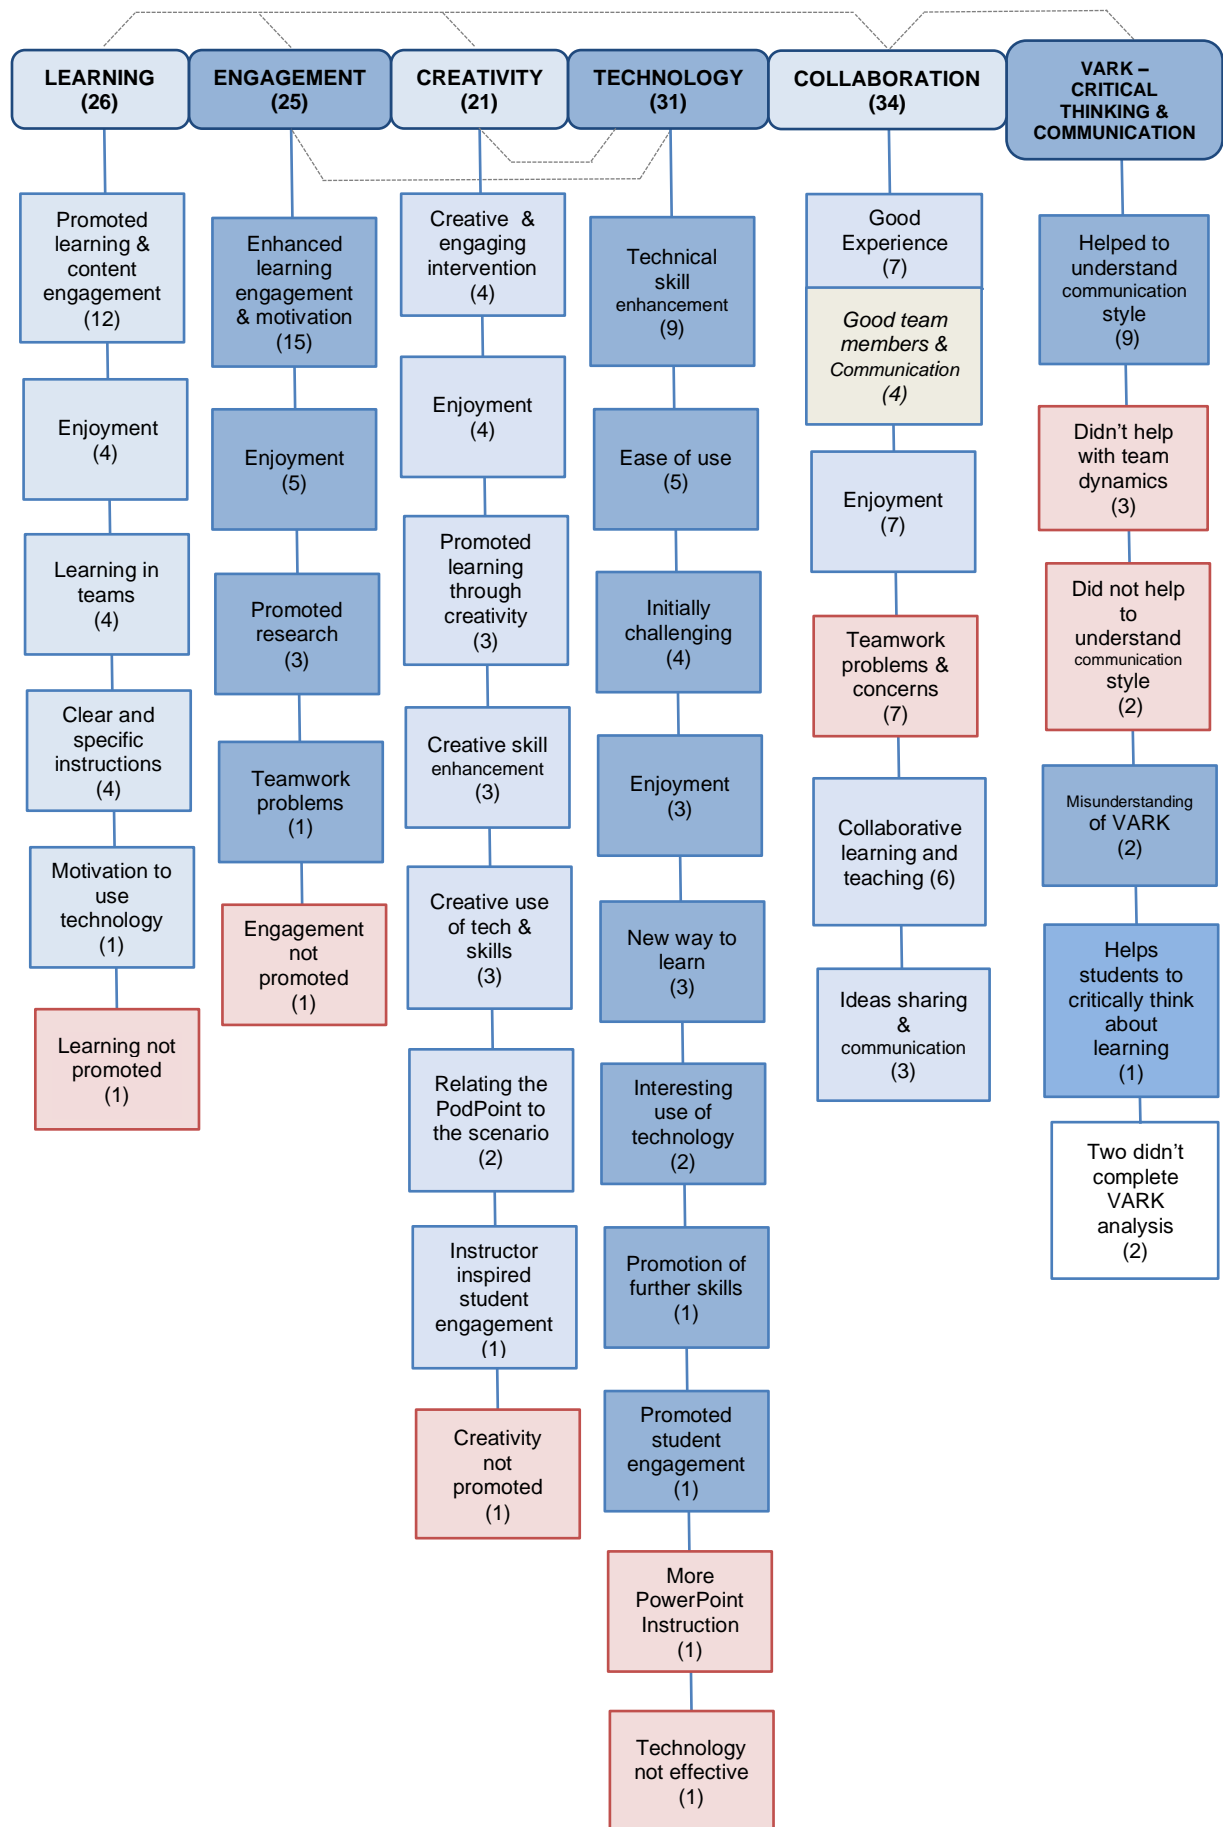 LEARNING
(26)
ENGAGEMENT
(25)
CREATIVITY
(21)
TECHNOLOGY
(31)
COLLABORATION
(34)
VARK –
CRITICAL
THINKING &
COMMUNICATION
Promoted
learning &
content
engagement
(12)
Enjoyment
(4)
Learning in
teams
(4)
Clear and
specific
instructions
(4)
Motivation to
use
technology
(1)
Learning not
promoted
(1)
Enhanced
learning
engagement
& motivation
(15)
Enjoyment
(5)
Promoted
research
(3)
Teamwork
problems
(1)
Engagement
not
promoted
(1)
Creative &
engaging
intervention
(4)
Enjoyment
(4)
Promoted
learning
through
creativity
(3)
Creative skill
enhancement
(3)
Creative use
of tech &
skills
(3)
Relating the
PodPoint to
the scenario
(2)
Instructor
inspired
student
engagement
(1)
Creativity
not
promoted
(1)
Technical
skill
enhancement
(9)
Ease of use
(5)
Initially
challenging
(4)
Enjoyment
(3)
New way to
learn
(3)
Interesting
use of
technology
(2)
Promotion of
further skills
(1)
Promoted
student
engagement
(1)
More
PowerPoint
Instruction
(1)
Technology
not effective
(1)
Good
Experience
(7)
Good team
members &
Communication
(4)
Enjoyment
(7)
Teamwork
problems &
concerns
(7)
Collaborative
learning and
teaching (6)
Ideas sharing
&
communication
(3)
Helped to
understand
communication
style
(9)
Didn’t help
with team
dynamics
(3)
Did not help
to
understand
communication
style
(2)
Misunderstanding
of VARK
(2)
Helps
students to
critically think
about
learning
(1)
Two didn’t
complete
VARK
analysis
(2)